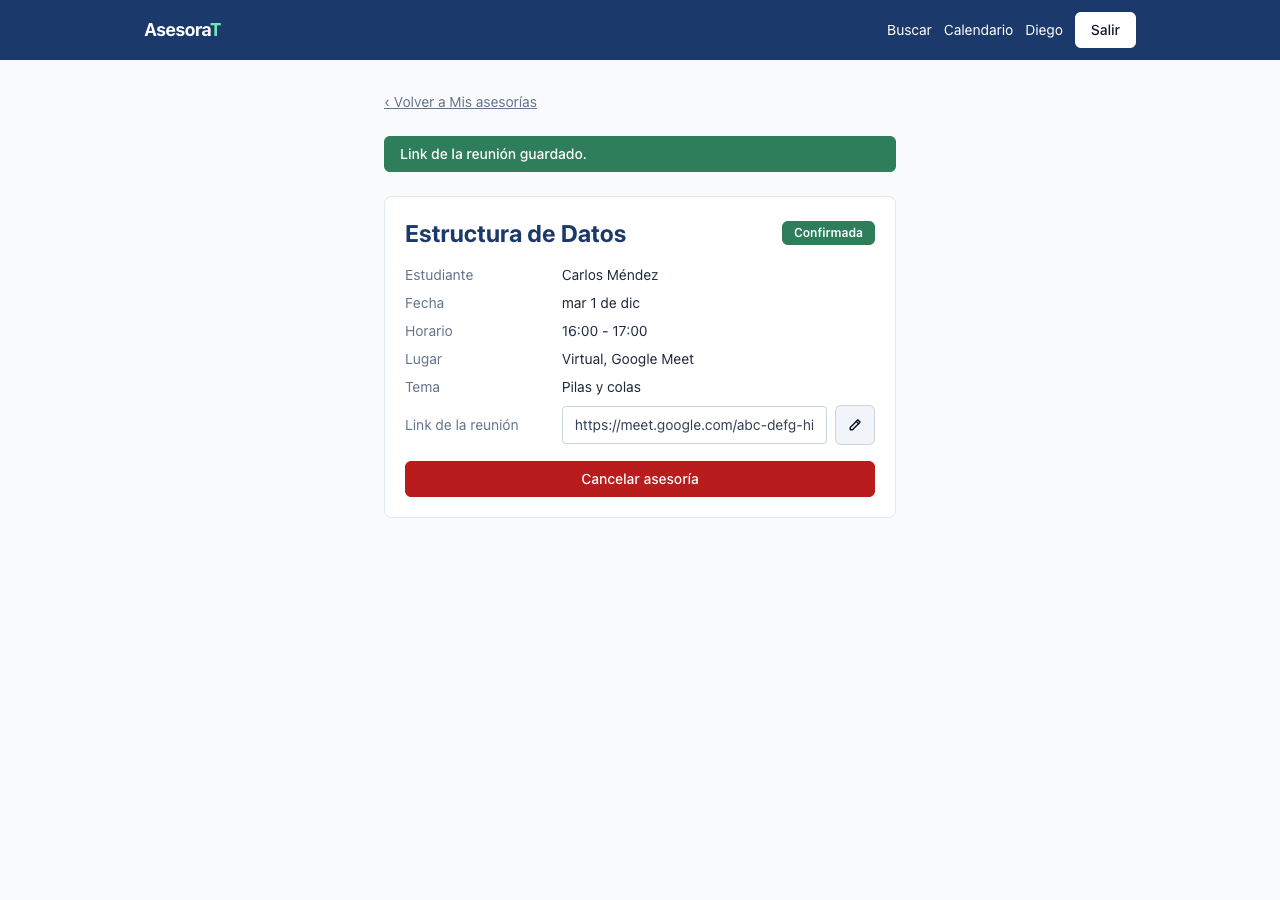 AsesoraT
Buscar Calendario Diego Salir
‹ Volver a Mis asesorías
Link de la reunión guardado.
Estructura de Datos Confirmada
Estudiante Carlos Méndez
Fecha mar 1 de dic
Horario 16:00 - 17:00
Lugar Virtual, Google Meet
Tema Pilas y colas
Link de la reunión https://meet.google.com/abc-defg-hi
Cancelar asesoría